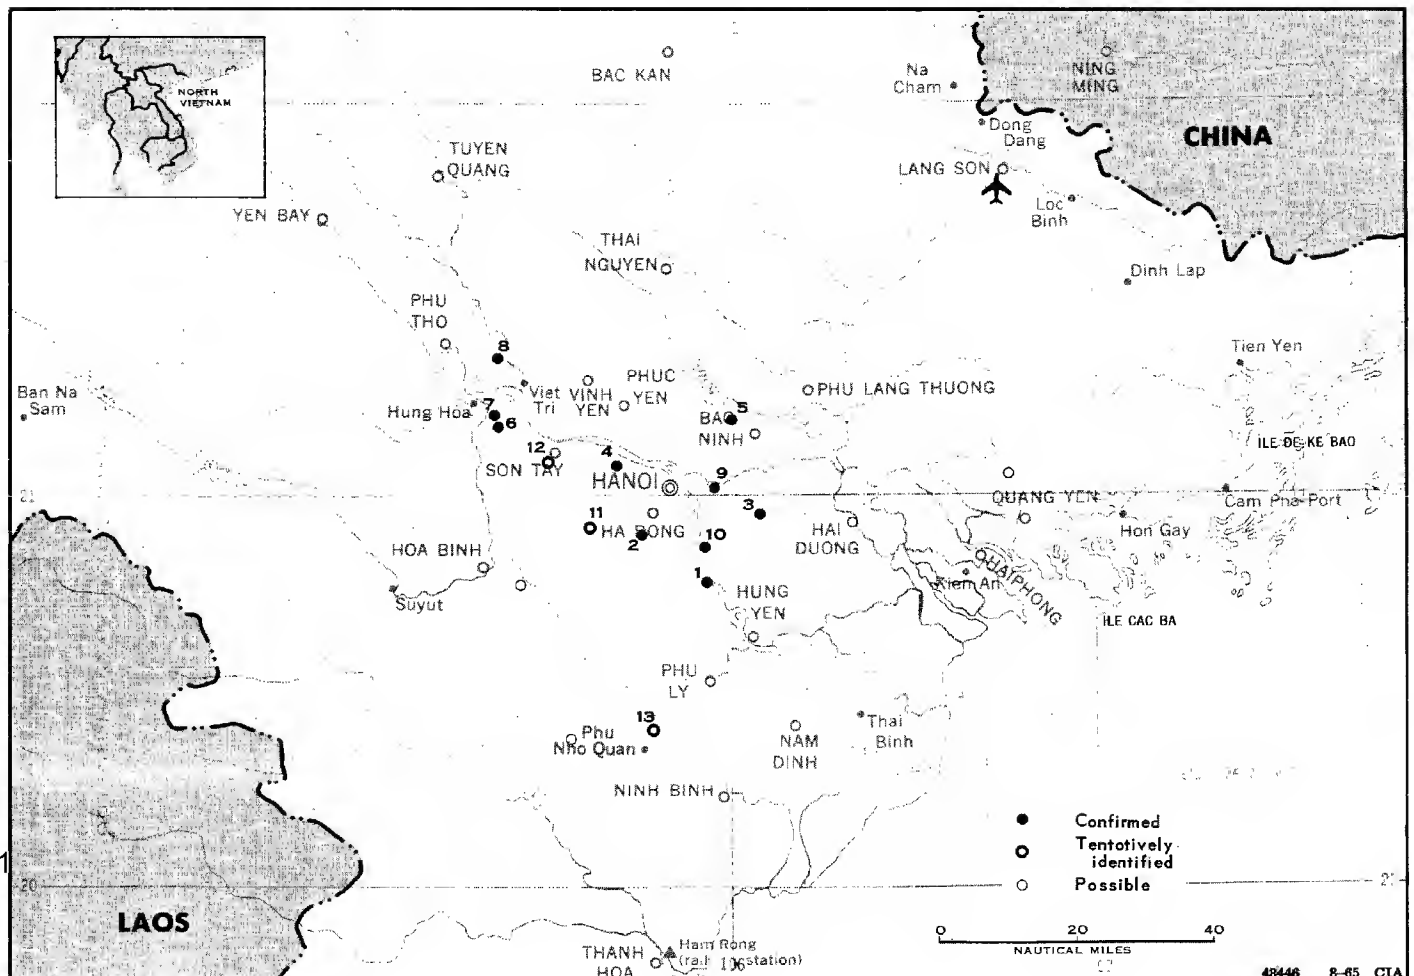 NORTH
VIETNAM
BAC KAN
Na
Cham
NING
MING
Dong
Dang
CHINA
LANG SON
Loc
Binh
TUYEN
QUANG
YEN BAY
THAI
NGUYEN
Dinh Lap
PHU
THO
8
Tien Yen
Ban Na
Sam
Hung Hoa
7
6
Viet
Tri
VINH
YEN
PHUC
YEN
PHU LANG THUONG
5
BAC
NINH
ILE DE KE BAO
12
SON TAY
4
HANOI
9
21
3
QUANG YEN
Cam Pha-Port
Hon Gay
11
HA DONG
2
10
HAI
DUONG
HOA BINH
Suyut
1
HUNG
YEN
Kien An
HAIPHONG
ILE CAC BA
PHU
LY
13
Phu
Nho Quan
NAM
DINH
Thai
Binh
NINH BINH
Confirmed
Tentotively
identified
Possible
1
20
LAOS
THANH
HOA
Ham Rong
106
0 20 40
NAUTICAL MILES
48446 8-65 CIA